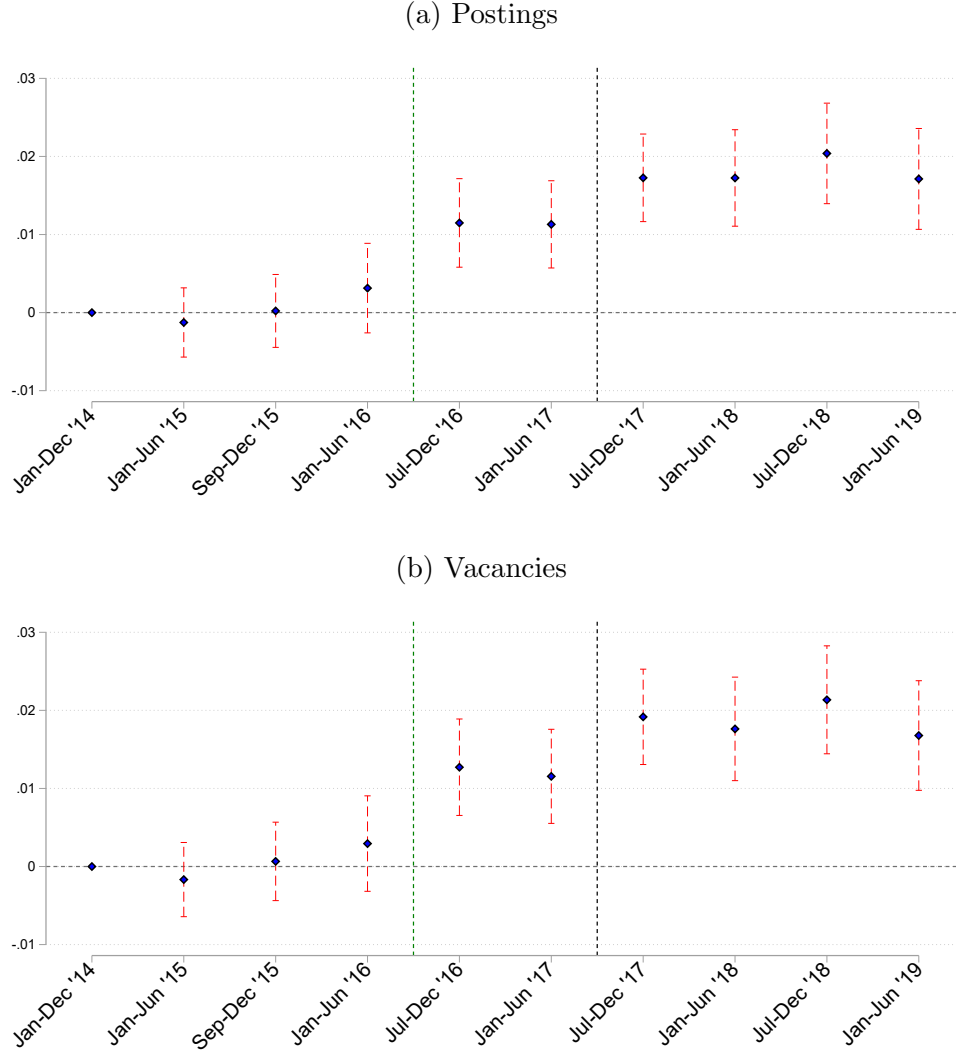 (a) Postings
.03
.02
.01
0
-.01
Jan-Dec '14
Jan-Jun '15
Sep-Dec '15
Jan-Jun '16
Jul-Dec '16
Jan-Jun '17
Jul-Dec '17
Jan-Jun '18
Jul-Dec '18
Jan-Jun '19
(b) Vacancies
.03
.02
.01
0
-.01
Jan-Dec '14
Jan-Jun '15
Sep-Dec '15
Jan-Jun '16
Jul-Dec '16
Jan-Jun '17
Jul-Dec '17
Jan-Jun '18
Jul-Dec '18
Jan-Jun '19